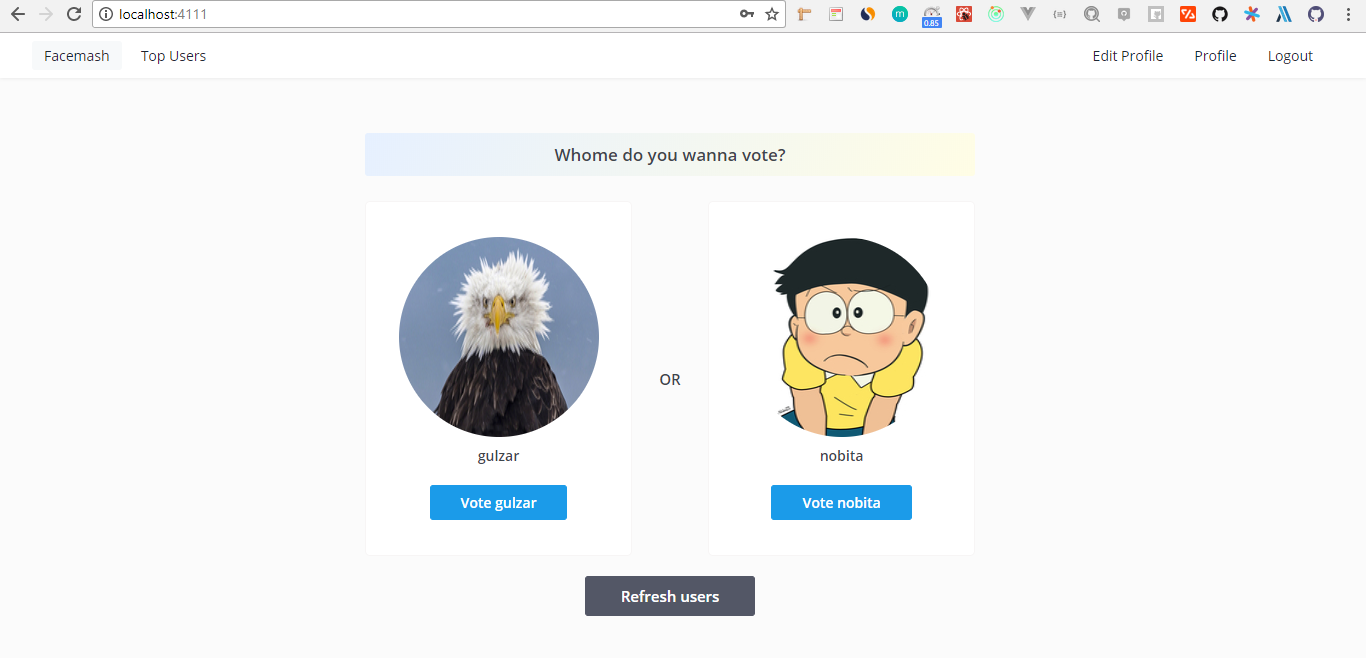 localhost:4111
0.85
Facemash Top Users Edit Profile Profile Logout
Whome do you wanna vote?
OR
gulzar nobita
Vote gulzar Vote nobita
Refresh users